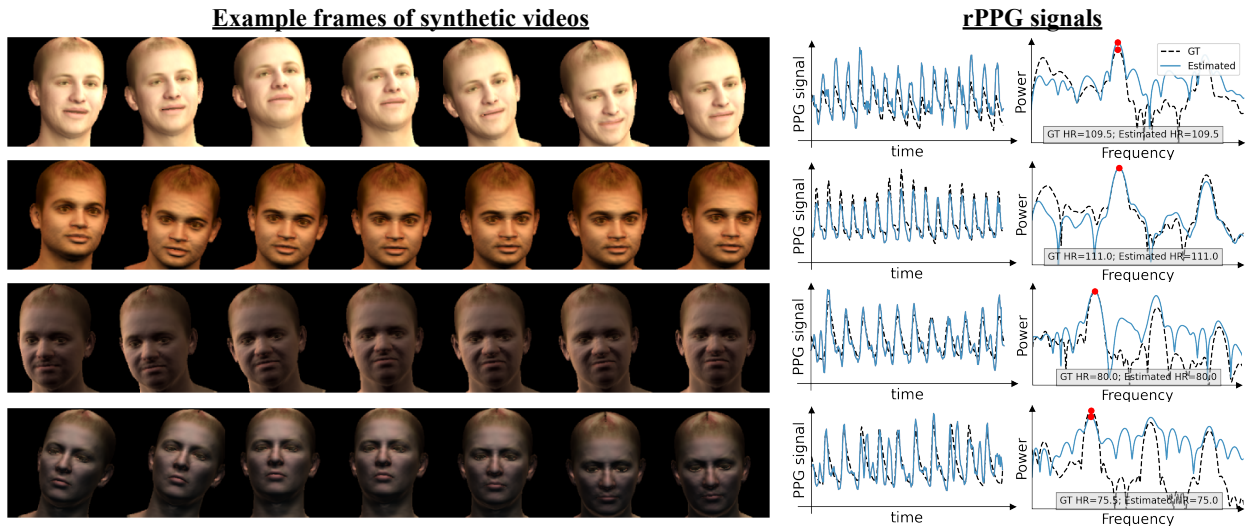 Example frames of synthetic videos
rPPG signals
PPG signal
time
Power
Frequency
GT
Estimated
GT HR=109.5; Estimated HR=109.5
PPG signal
time
Power
Frequency
GT HR=111.0; Estimated HR=111.0
PPG signal
time
Power
Frequency
GT HR=80.0; Estimated HR=80.0
PPG signal
time
Power
Frequency
GT HR=75.5; Estimated HR=75.0